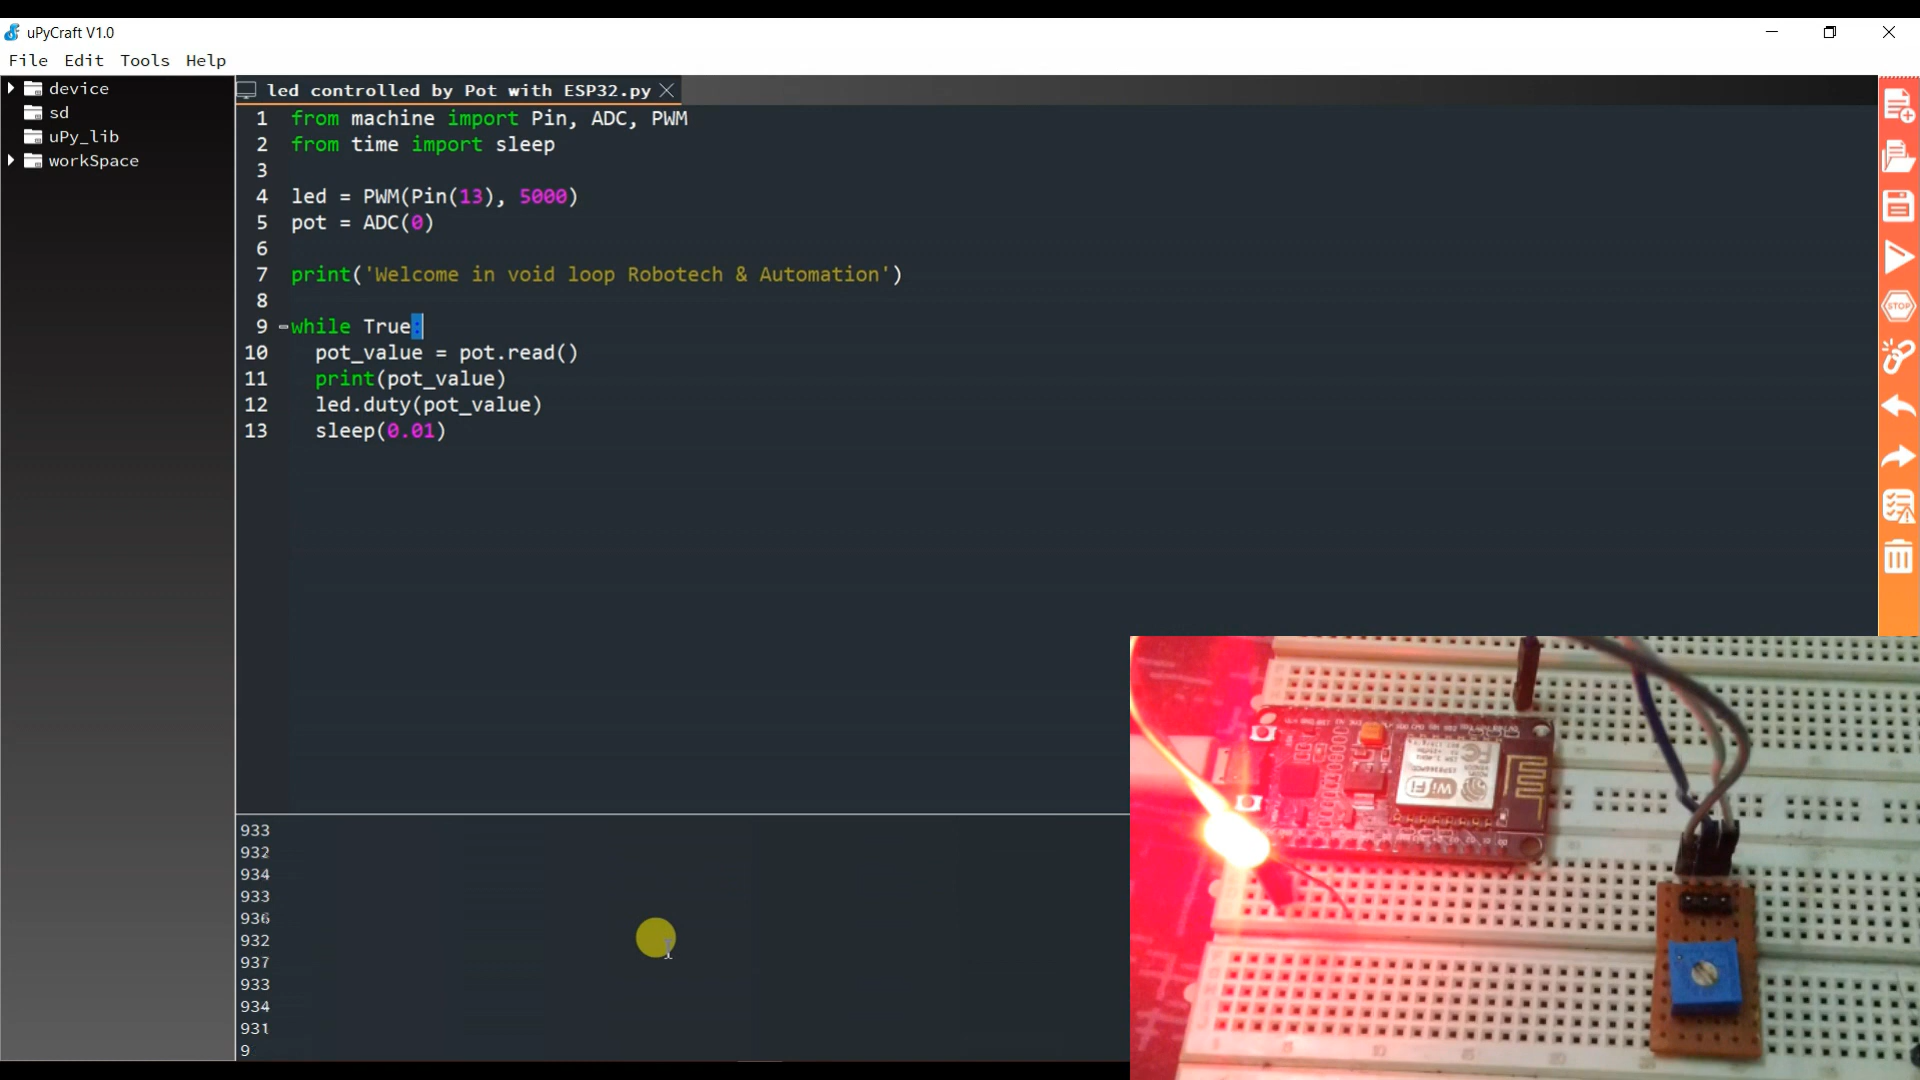 uPyCraft V1.0
File Edit Tools Help
device
sd
uPy_lib
workSpace
led controlled by Pot with ESP32.py
1 from machine import Pin, ADC, PWM
2 from time import sleep
3
4 led = PWM(Pin(13), 5000)
5 pot = ADC(0)
6
7 print('Welcome in void loop Robotech & Automation')
8
9 while True:
10 pot_value = pot.read()
11 print(pot_value)
12 led.duty(pot_value)
13 sleep(0.01)
STOP
933
932
934
933
936
932
937
933
934
931
9
WiFi